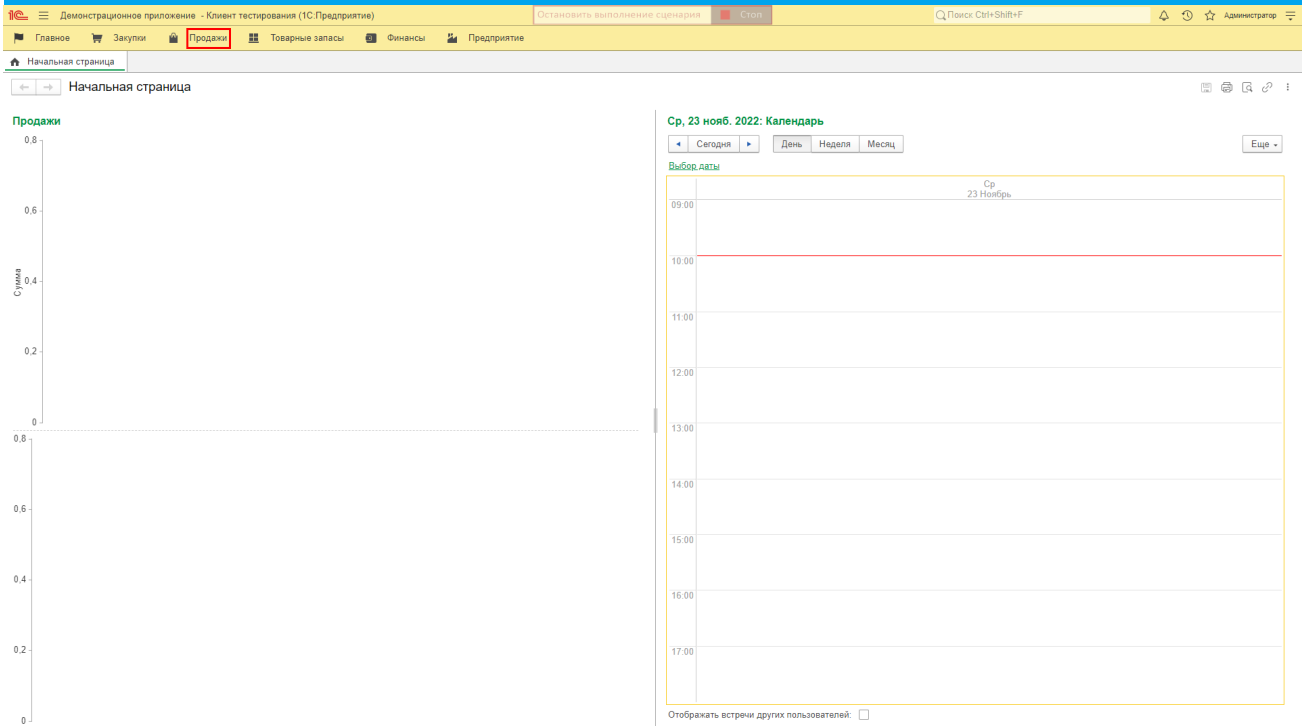 1С Демонстрационное приложение - Клиент тестирования (1С:Предприятие) Остановить выполнение сценария Стоп Поиск Ctrl+Shift+F Администратор
Главное Закупки Продажи Товарные запасы Финансы Предприятие
Начальная страница
Начальная страница
Продажи
0,8
0,6
Сумма
0,4
0,2
0
0,8
0,6
0,4
0,2
0
Ср, 23 нояб. 2022: Календарь
Сегодня День Неделя Месяц Еще
Выбор даты
Ср
23 Ноябрь
09:00
10:00
11:00
12:00
13:00
14:00
15:00
16:00
17:00
Отображать встречи других пользователей: